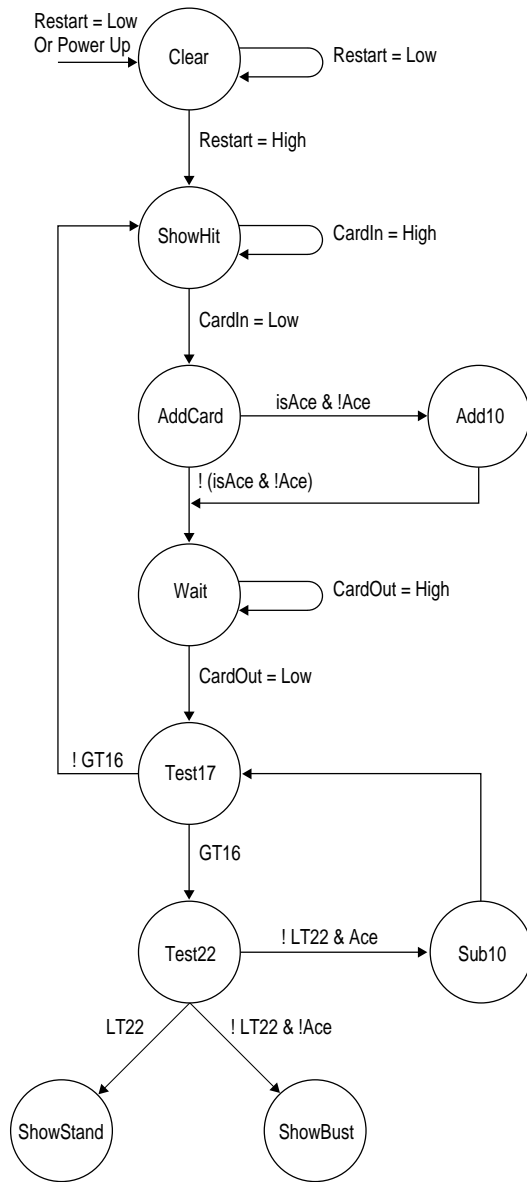 Restart = Low
Or Power Up
Clear
Restart = Low
Restart = High
ShowHit
CardIn = High
CardIn = Low
AddCard
isAce & !Ace
Add10
! (isAce & !Ace)
Wait
CardOut = High
CardOut = Low
! GT16
Test17
GT16
Test22
! LT22 & Ace
Sub10
LT22
! LT22 & !Ace
ShowStand
ShowBust